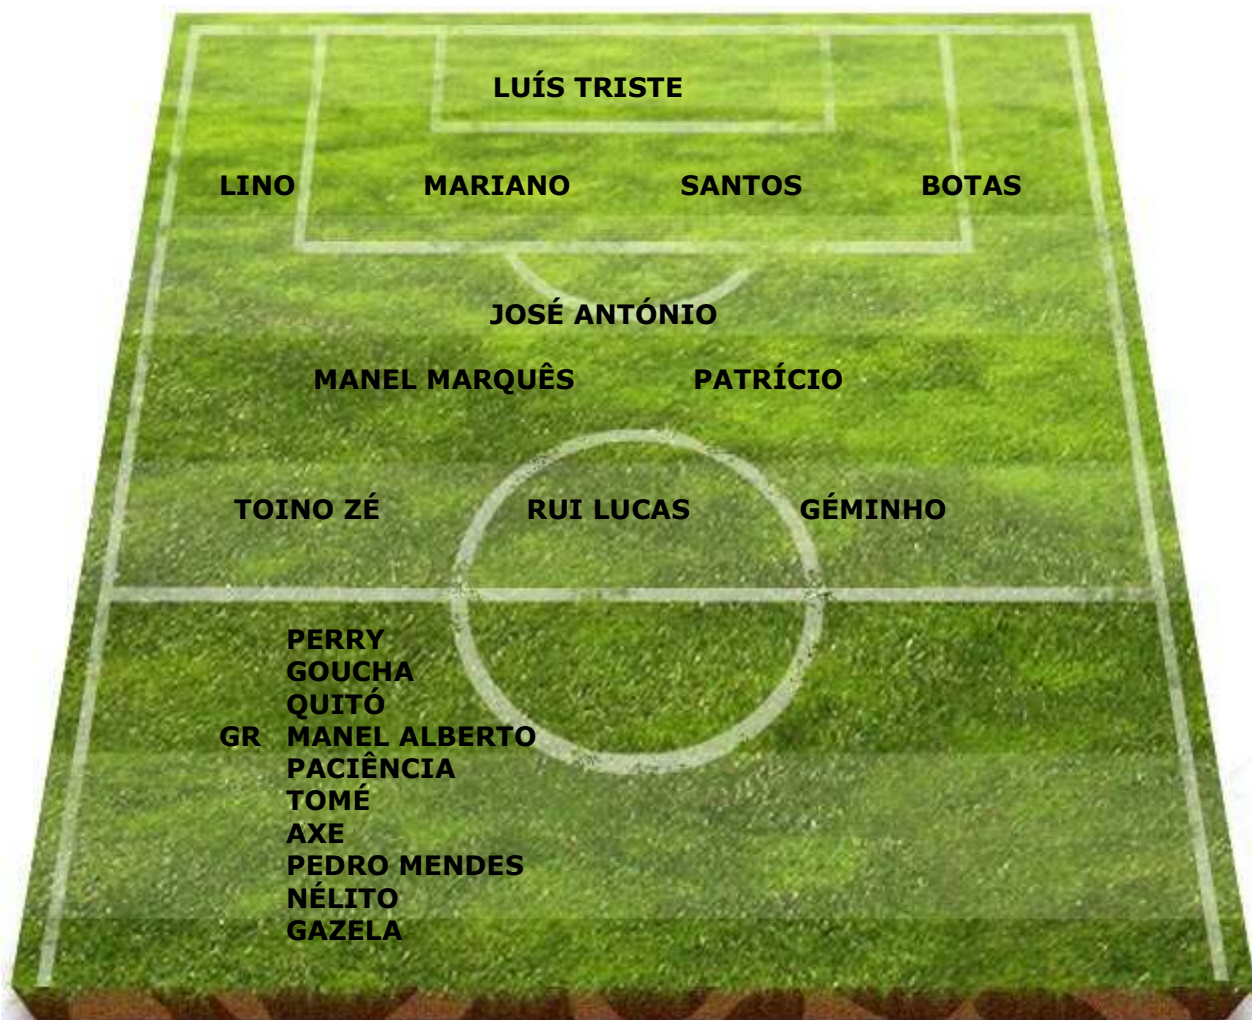 LUÍS TRISTE
LINO MARIANO SANTOS BOTAS
JOSÉ ANTÓNIO
MANEL MARQUÊS PATRÍCIO
TOINO ZÉ RUI LUCAS GÉMINHO
PERRY
GOUCHA
QUITÓ
GR MANEL ALBERTO
PACIÊNCIA
TOMÉ
AXE
PEDRO MENDES
NÉLITO
GAZELA